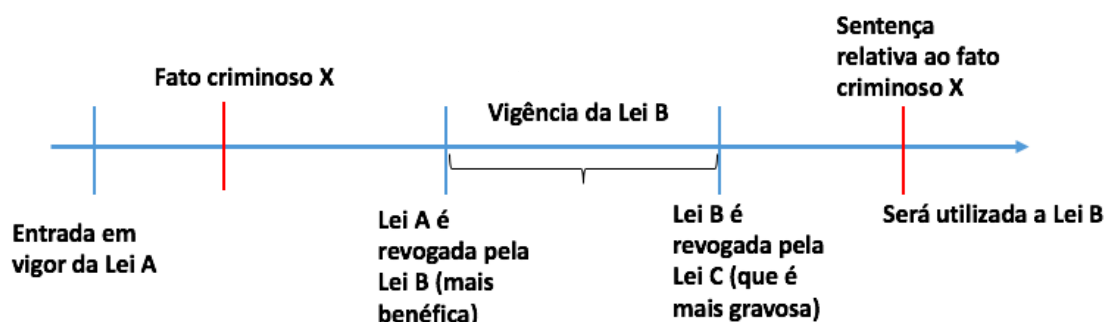 Sentença
relativa ao fato
criminoso X
Fato criminoso X
Vigência da Lei B
Entrada em
vigor da Lei A
Lei A é
revogada pela
Lei B (mais
benéfica)
Lei B é
revogada pela
Lei C (que é
mais gravosa)
Será utilizada a Lei B